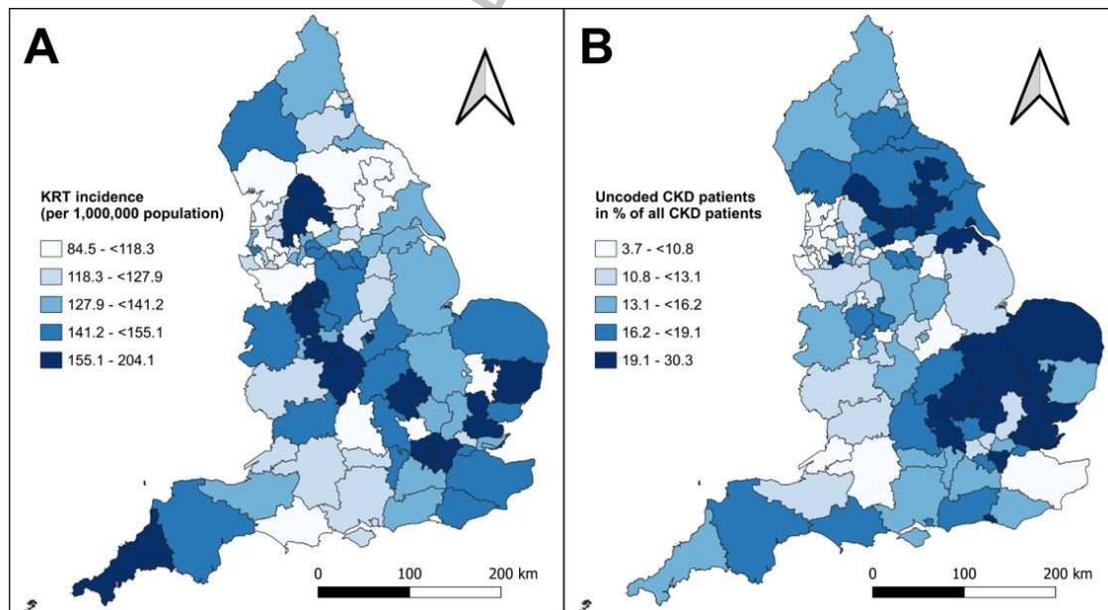 A
KRT incidence
(per 1,000,000 population)
84.5 - <118.3
118.3 - <127.9
127.9 - <141.2
141.2 - <155.1
155.1 - 204.1
0 100 200 km
B
Uncoded CKD patients
in % of all CKD patients
3.7 - <10.8
10.8 - <13.1
13.1 - <16.2
16.2 - <19.1
19.1 - 30.3
0 100 200 km